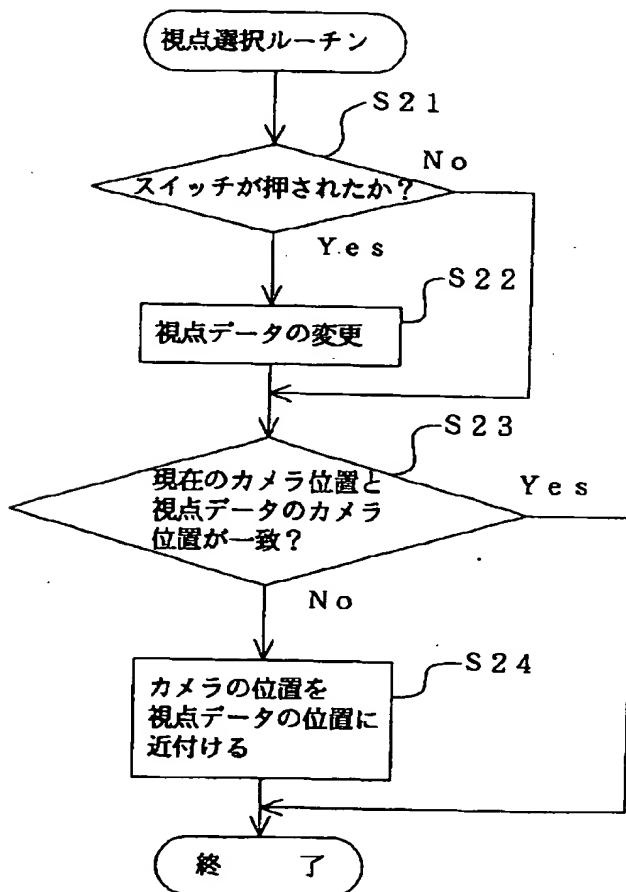 視点選択ルーチン
S21
スイッチが押されたか?
No
Yes
S22
視点データの変更
S23
現在のカメラ位置と
視点データのカメラ
位置が一致?
Yes
No
S24
カメラの位置を
視点データの位置に
近付ける
終 了